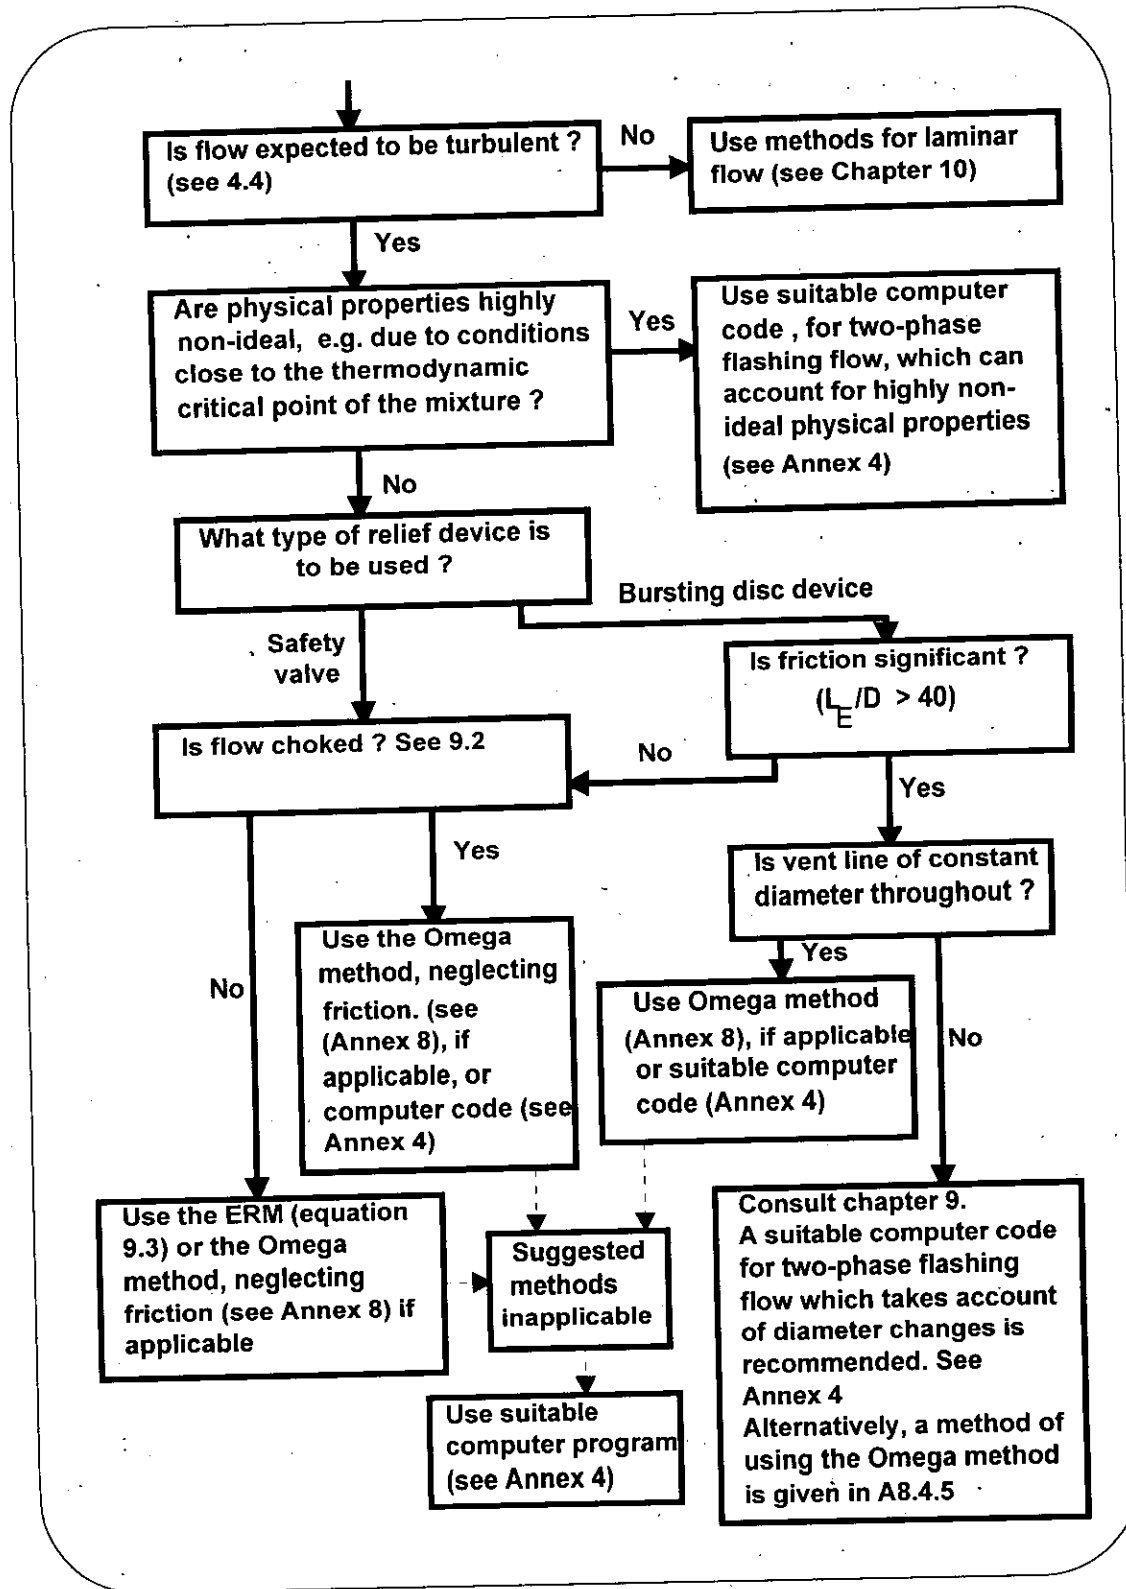 Is flow expected to be turbulent ?
(see 4.4)
No
Use methods for laminar
flow (see Chapter 10)
Yes
Are physical properties highly
non-ideal, e.g. due to conditions
close to the thermodynamic
critical point of the mixture ?
Yes
Use suitable computer
code , for two-phase
flashing flow, which can
account for highly non-
ideal physical properties
(see Annex 4)
No
What type of relief device is
to be used ?
Bursting disc device
Safety
valve
Is friction significant ?
(L_E/D > 40)
Is flow choked ? See 9.2
No
Yes
Yes
Is vent line of constant
diameter throughout ?
Use the Omega
method, neglecting
friction. (see
(Annex 8), if
applicable, or
computer code (see
Annex 4)
Yes
No
Use Omega method
(Annex 8), if applicable
or suitable computer
code (Annex 4)
No
Use the ERM (equation
9.3) or the Omega
method, neglecting
friction (see Annex 8) if
applicable
Suggested
methods
inapplicable
Consult chapter 9.
A suitable computer code
for two-phase flashing
flow which takes account
of diameter changes is
recommended. See
Annex 4
Alternatively, a method of
using the Omega method
is given in A8.4.5
Use suitable
computer program
(see Annex 4)